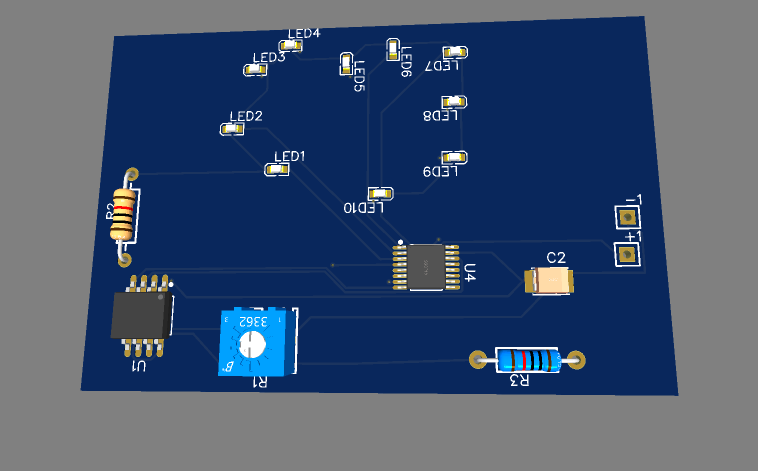 LED4
LED3
LED5
LED6
LED7
LED2
LED8
LED1
LED9
R2
LED10
-1
+1
U4
C2
3362
U1
R1
R3